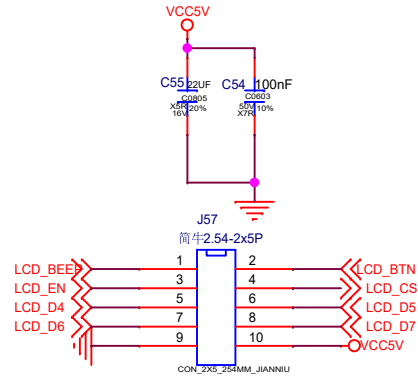 VCC5V
C55 22UF
C0805
X5R 20%
16V
C54 100nF
C0603
50V 10%
X7R
J57
简牛2.54-2x5P
LCD_BEEP 1 2 LCD_BTN
LCD_EN 3 4 LCD_CS
LCD_D4 5 6 LCD_D5
LCD_D6 7 8 LCD_D7
9 10 VCC5V
CON_2X5_254MM_JIANNIU